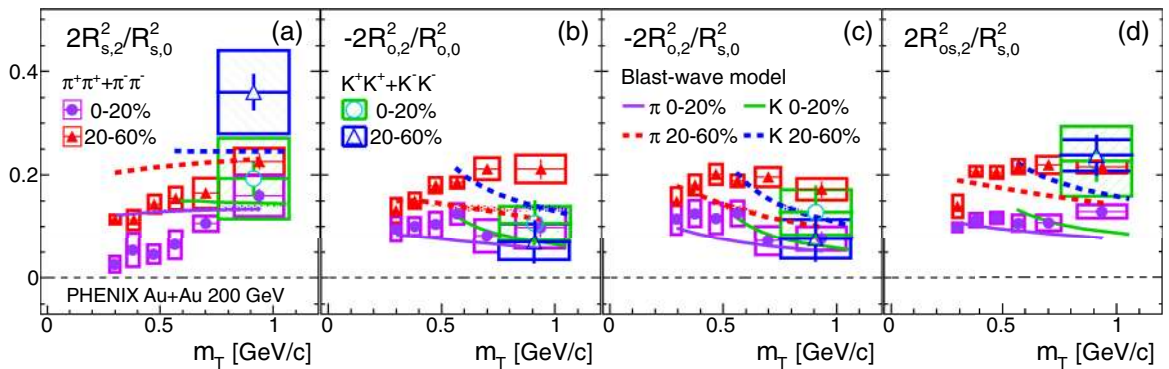 2R²s,2/R²s,0 (a)
-2R²o,2/R²o,0 (b)
-2R²o,2/R²s,0 (c)
2R²os,2/R²s,0 (d)
0.4
0.2
0
π⁺π⁺+π⁻π⁻
0-20%
20-60%
K⁺K⁺+K⁻K⁻
0-20%
20-60%
Blast-wave model
π 0-20% K 0-20%
π 20-60% K 20-60%
PHENIX Au+Au 200 GeV
0 0.5 1 0 0.5 1 0 0.5 1 0 0.5 1
mT [GeV/c] mT [GeV/c] mT [GeV/c] mT [GeV/c]